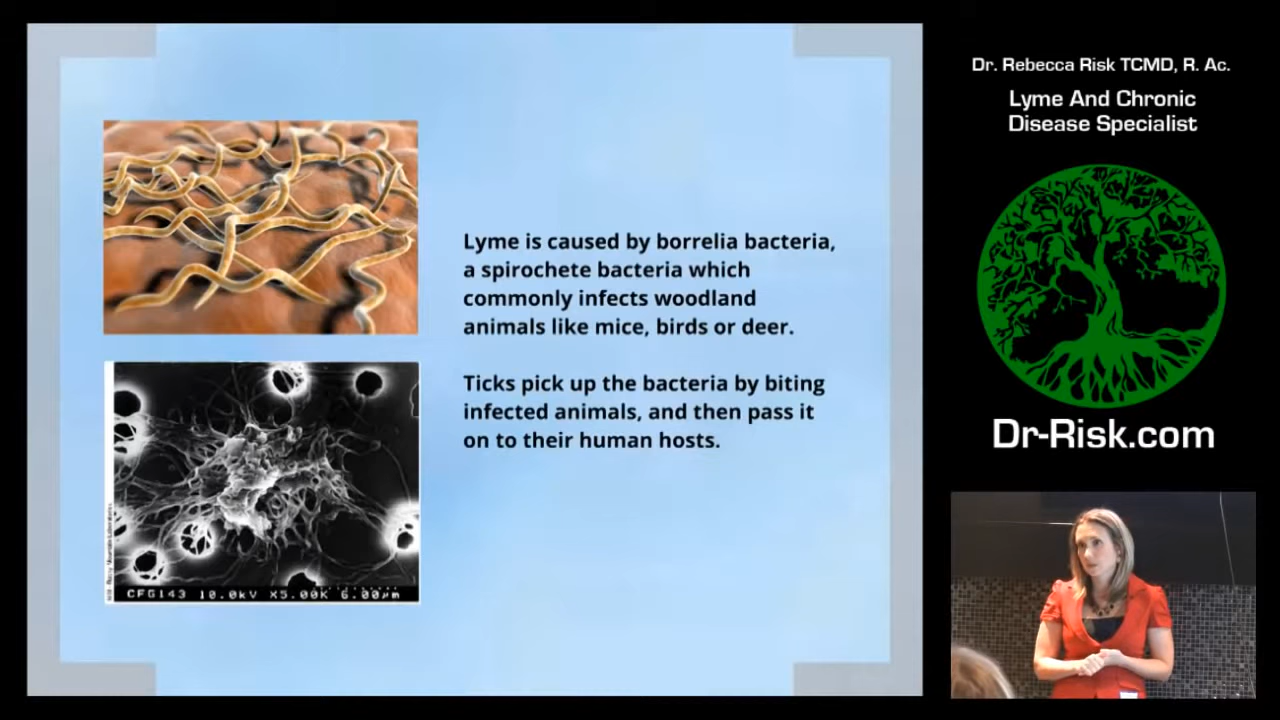 Lyme is caused by borrelia bacteria,
a spirochete bacteria which
commonly infects woodland
animals like mice, birds or deer.
Ticks pick up the bacteria by biting
infected animals, and then pass it
on to their human hosts.
CFG143 10.0kV X5.00K 6.00µm
Dr. Rebecca Risk TCMD, R. Ac.
Lyme And Chronic
Disease Specialist
Dr-Risk.com